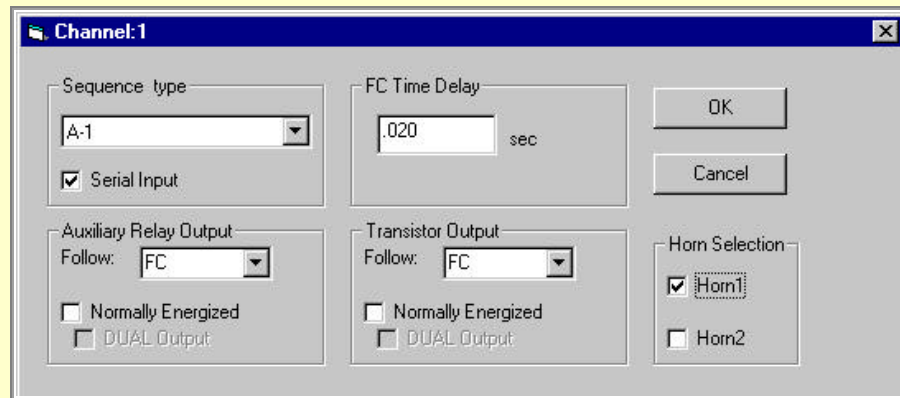 Channel:1
Sequence type
A-1
Serial Input
FC Time Delay
.020 sec
OK
Cancel
Auxiliary Relay Output
Follow: FC
Normally Energized
DUAL Output
Transistor Output
Follow: FC
Normally Energized
DUAL Output
Horn Selection
Horn1
Horn2